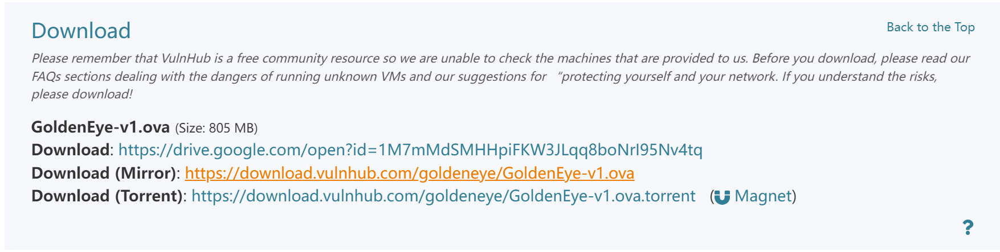 Download
Back to the Top
Please remember that VulnHub is a free community resource so we are unable to check the machines that are provided to us. Before you download, please read our
FAQs sections dealing with the dangers of running unknown VMs and our suggestions for “protecting yourself and your network. If you understand the risks,
please download!
GoldenEye-v1.ova (Size: 805 MB)
Download: https://drive.google.com/open?id=1M7mMdSMHHpiFKW3JLqq8boNrI95Nv4tq
Download (Mirror): https://download.vulnhub.com/goldeneye/GoldenEye-v1.ova
Download (Torrent): https://download.vulnhub.com/goldeneye/GoldenEye-v1.ova.torrent (Magnet)
?